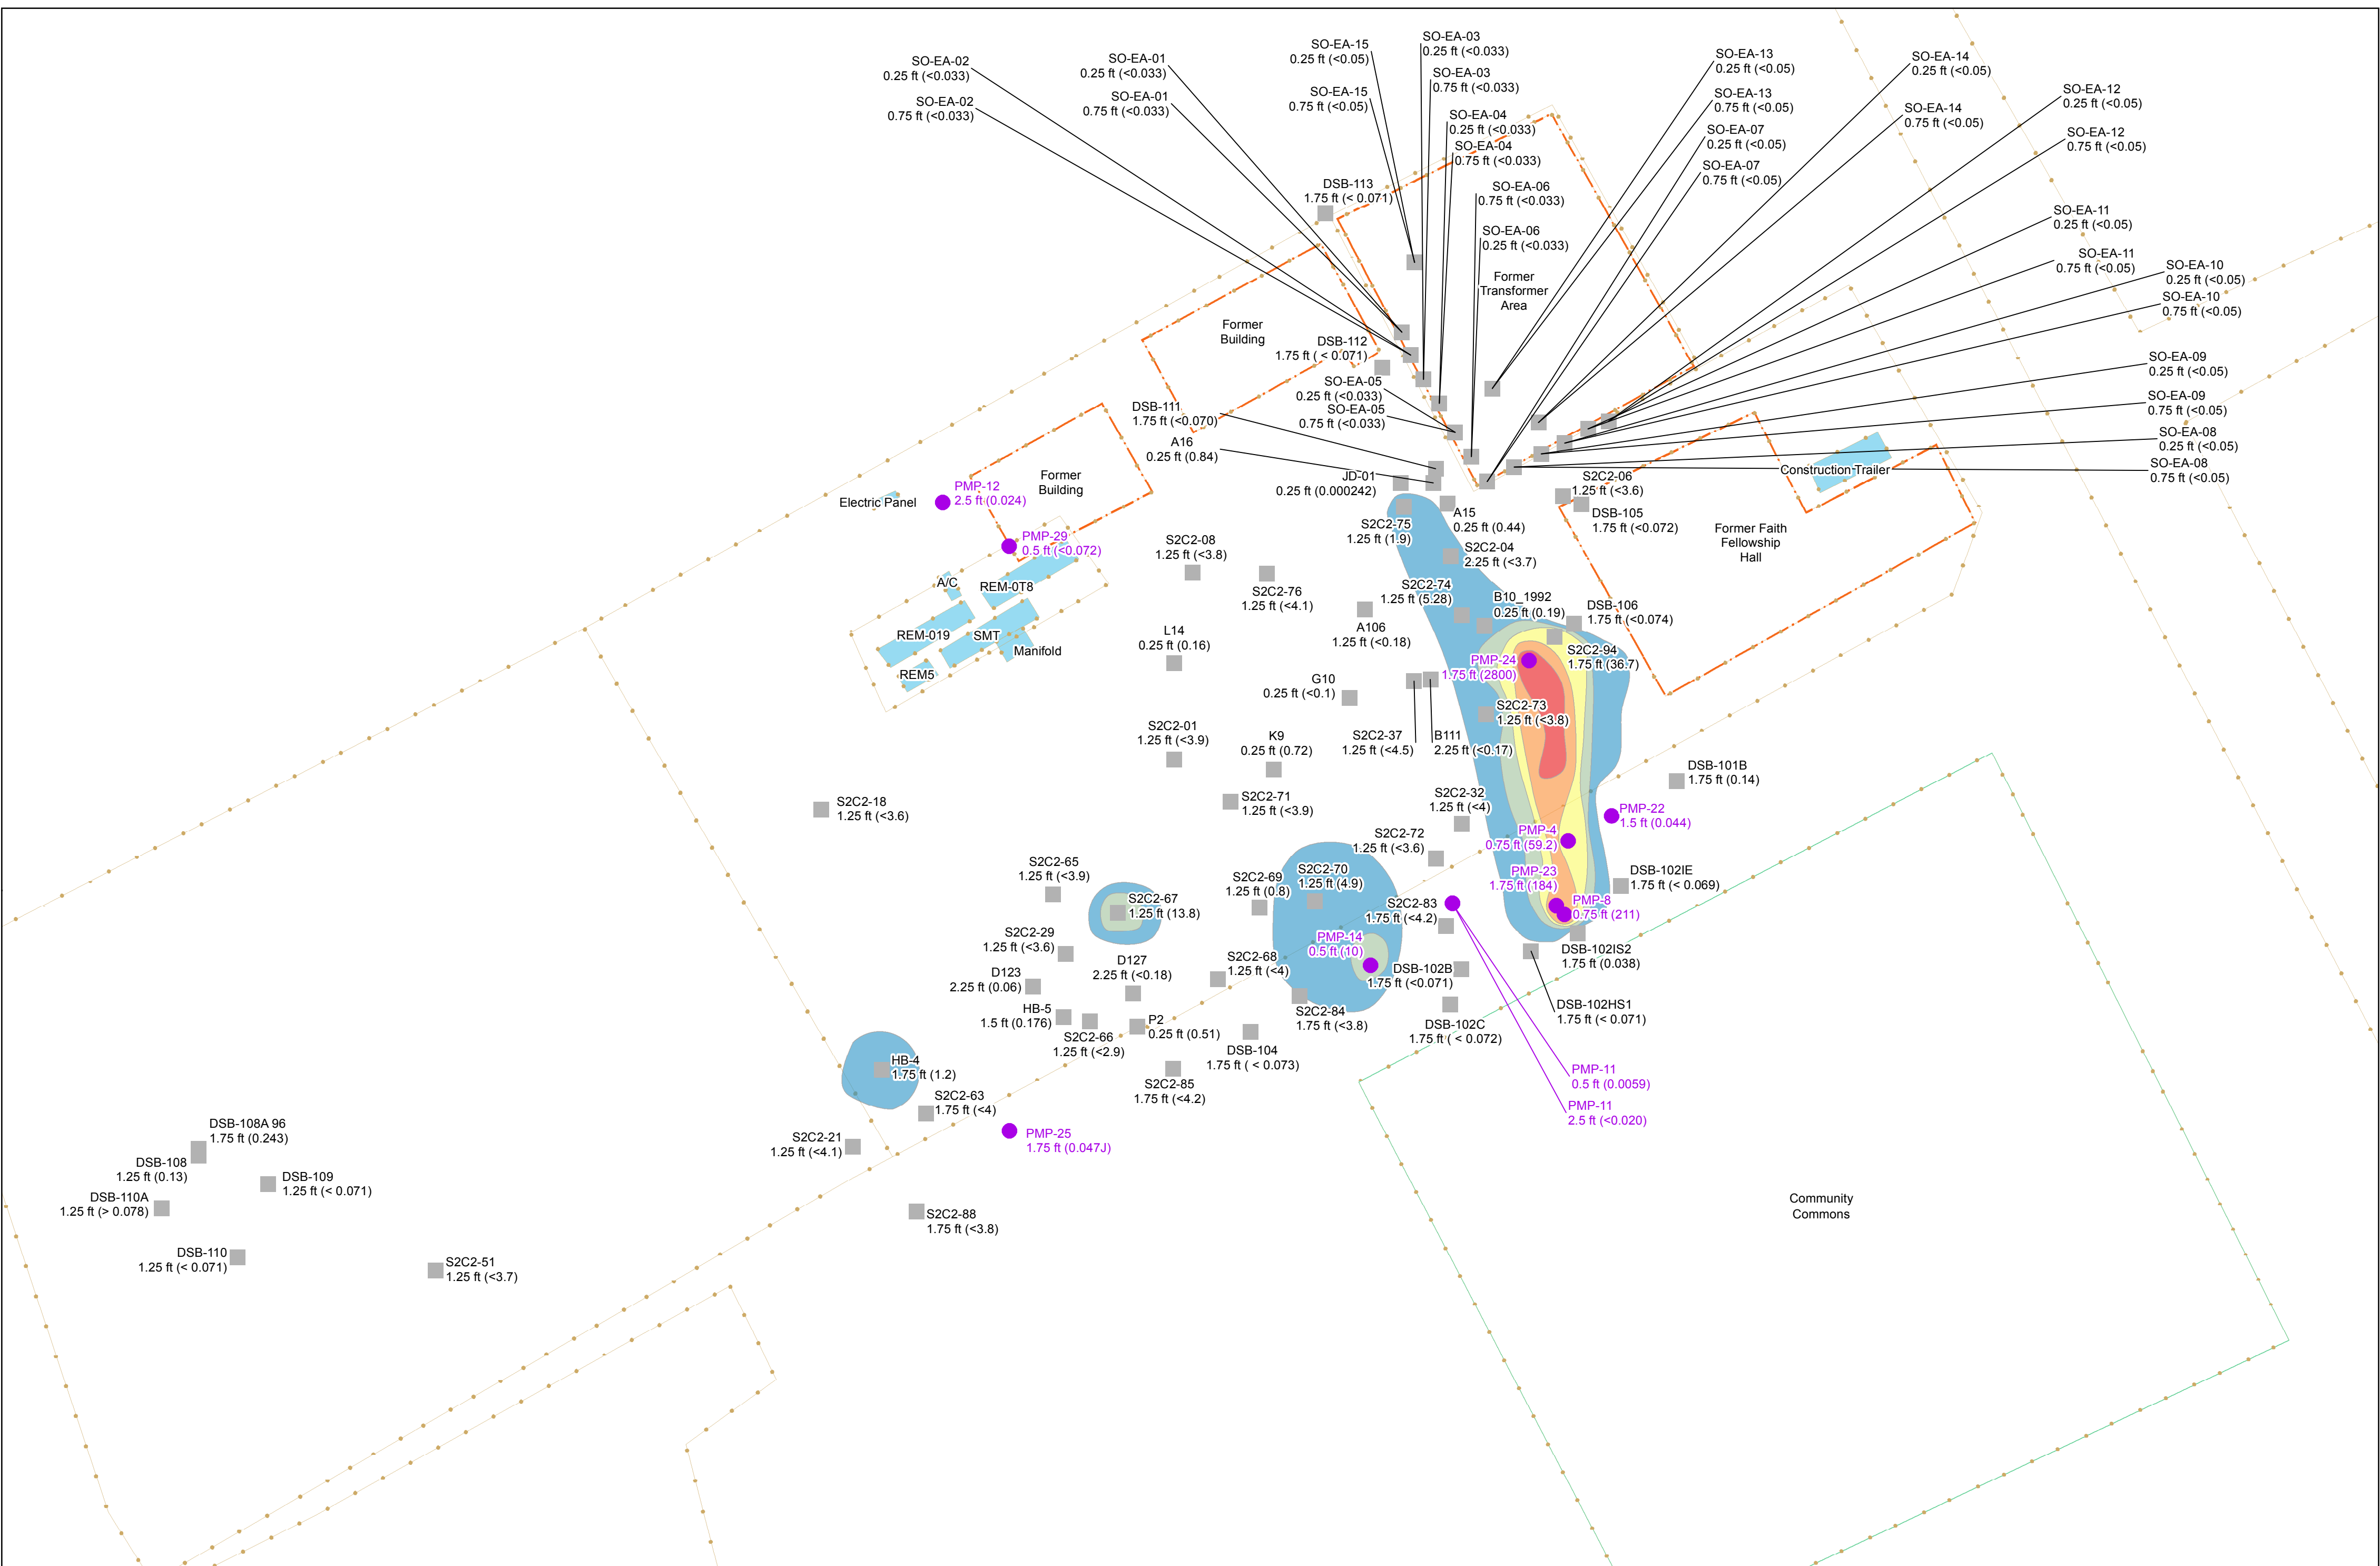 SO-EA-02
0.25 ft (<0.033)
SO-EA-02
0.75 ft (<0.033)
SO-EA-01
0.25 ft (<0.033)
SO-EA-01
0.75 ft (<0.033)
SO-EA-15
0.25 ft (<0.05)
SO-EA-15
0.75 ft (<0.05)
SO-EA-03
0.25 ft (<0.033)
SO-EA-03
0.75 ft (<0.033)
SO-EA-04
0.25 ft (<0.033)
SO-EA-04
0.75 ft (<0.033)
SO-EA-06
0.75 ft (<0.033)
SO-EA-06
0.25 ft (<0.033)
SO-EA-13
0.25 ft (<0.05)
SO-EA-13
0.75 ft (<0.05)
SO-EA-07
0.25 ft (<0.05)
SO-EA-07
0.75 ft (<0.05)
SO-EA-14
0.25 ft (<0.05)
SO-EA-14
0.75 ft (<0.05)
SO-EA-12
0.25 ft (<0.05)
SO-EA-12
0.75 ft (<0.05)
SO-EA-11
0.25 ft (<0.05)
SO-EA-11
0.75 ft (<0.05)
SO-EA-10
0.25 ft (<0.05)
SO-EA-10
0.75 ft (<0.05)
SO-EA-09
0.25 ft (<0.05)
SO-EA-09
0.75 ft (<0.05)
SO-EA-08
0.25 ft (<0.05)
SO-EA-08
0.75 ft (<0.05)
DSB-113
1.75 ft (< 0.071)
Former
Transformer
Area
Former
Building
DSB-112
1.75 ft ( < 0.071)
SO-EA-05
0.25 ft (<0.033)
SO-EA-05
0.75 ft (<0.033)
DSB-111
1.75 ft (<0.070)
A16
0.25 ft (0.84)
JD-01
0.25 ft (0.000242)
Construction Trailer
S2C2-06
1.25 ft (<3.6)
DSB-105
1.75 ft (<0.072)
Former Faith
Fellowship
Hall
Former
Building
Electric Panel
PMP-12
2.5 ft (0.024)
PMP-29
0.5 ft (<0.072)
A/C
REM-0T8
REM-019
SMT
Manifold
REM5
S2C2-75
1.25 ft (1.9)
A15
0.25 ft (0.44)
S2C2-04
2.25 ft (<3.7)
S2C2-08
1.25 ft (<3.8)
S2C2-76
1.25 ft (<4.1)
S2C2-74
1.25 ft (5.28)
B10_1992
0.25 ft (0.19)
DSB-106
1.75 ft (<0.074)
A106
1.25 ft (<0.18)
L14
0.25 ft (0.16)
S2C2-94
1.75 ft (36.7)
PMP-24
1.75 ft (2800)
G10
0.25 ft (<0.1)
S2C2-73
1.25 ft (<3.8)
S2C2-01
1.25 ft (<3.9)
K9
0.25 ft (0.72)
S2C2-37
1.25 ft (<4.5)
B111
2.25 ft (<0.17)
DSB-101B
1.75 ft (0.14)
S2C2-18
1.25 ft (<3.6)
S2C2-71
1.25 ft (<3.9)
S2C2-32
1.25 ft (<4)
PMP-22
1.5 ft (0.044)
S2C2-72
1.25 ft (<3.6)
PMP-4
0.75 ft (59.2)
S2C2-65
1.25 ft (<3.9)
S2C2-69
1.25 ft (0.8)
S2C2-70
1.25 ft (4.9)
PMP-23
1.75 ft (184)
DSB-102IE
1.75 ft (< 0.069)
S2C2-67
1.25 ft (13.8)
S2C2-83
1.75 ft (<4.2)
PMP-8
0.75 ft (211)
S2C2-29
1.25 ft (<3.6)
PMP-14
0.5 ft (10)
DSB-102IS2
1.75 ft (0.038)
D123
2.25 ft (0.06)
D127
2.25 ft (<0.18)
S2C2-68
1.25 ft (<4)
DSB-102B
1.75 ft (<0.071)
HB-5
1.5 ft (0.176)
S2C2-66
1.25 ft (<2.9)
P2
0.25 ft (0.51)
S2C2-84
1.75 ft (<3.8)
DSB-102C
1.75 ft ( < 0.072)
DSB-102HS1
1.75 ft (< 0.071)
DSB-104
1.75 ft ( < 0.073)
HB-4
1.75 ft (1.2)
S2C2-85
1.75 ft (<4.2)
PMP-11
0.5 ft (0.0059)
PMP-11
2.5 ft (<0.020)
S2C2-63
1.75 ft (<4)
PMP-25
1.75 ft (0.047J)
S2C2-21
1.25 ft (<4.1)
DSB-108A 96
1.75 ft (0.243)
DSB-108
1.25 ft (0.13)
DSB-109
1.25 ft (< 0.071)
DSB-110A
1.25 ft (> 0.078)
S2C2-88
1.75 ft (<3.8)
DSB-110
1.25 ft (< 0.071)
S2C2-51
1.25 ft (<3.7)
Community
Commons